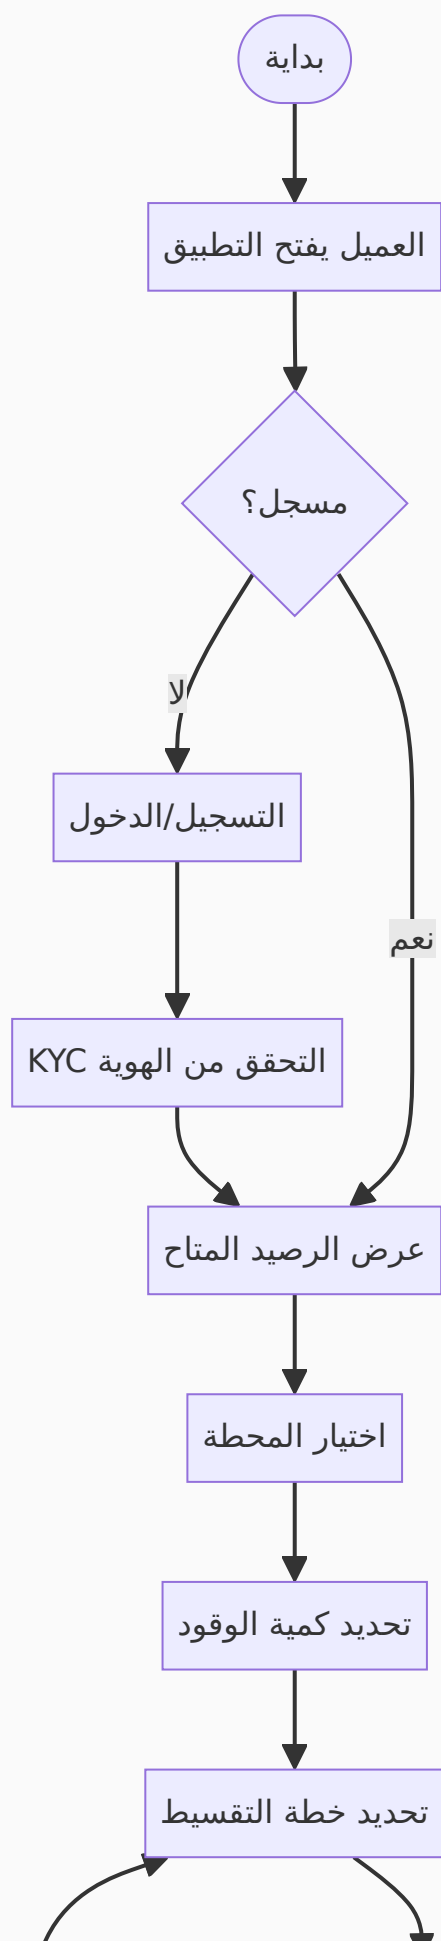 بداية
العميل يفتح التطبيق
مسجل؟
لا
التسجيل/الدخول
نعم
التحقق من الهوية KYC
عرض الرصيد المتاح
اختيار المحطة
تحديد كمية الوقود
تحديد خطة التقسيط